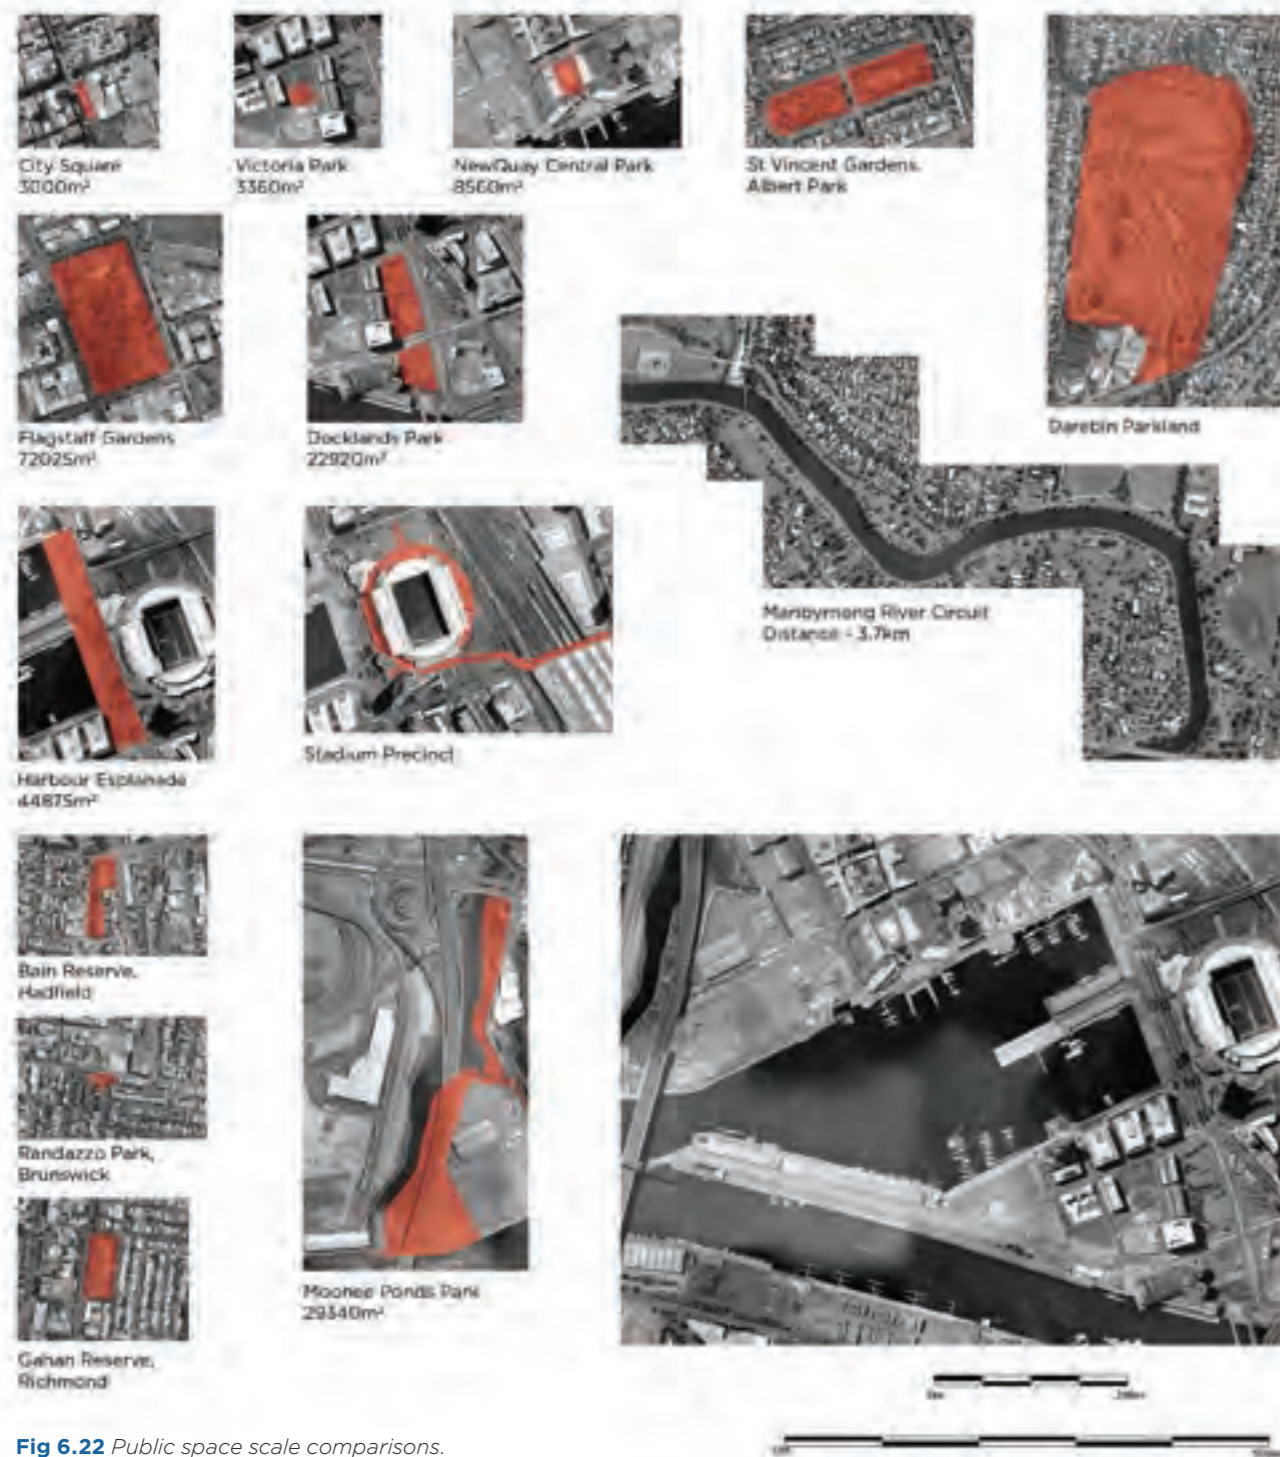 City Square
3000m²
Victoria Park
3360m²
NewQuay Central Park
8560m²
St Vincent Gardens,
Albert Park
Darebin Parkland
Flagstaff Gardens
72025m²
Docklands Park
22920m²
Maribyrnong River Circuit
Distance - 3.7km
Harbour Esplanade
44875m²
Stadium Precinct
Bain Reserve,
Hadfield
Randazzo Park,
Brunswick
Gahan Reserve,
Richmond
Moonee Ponds Park
29340m²
Fig 6.22 Public space scale comparisons.